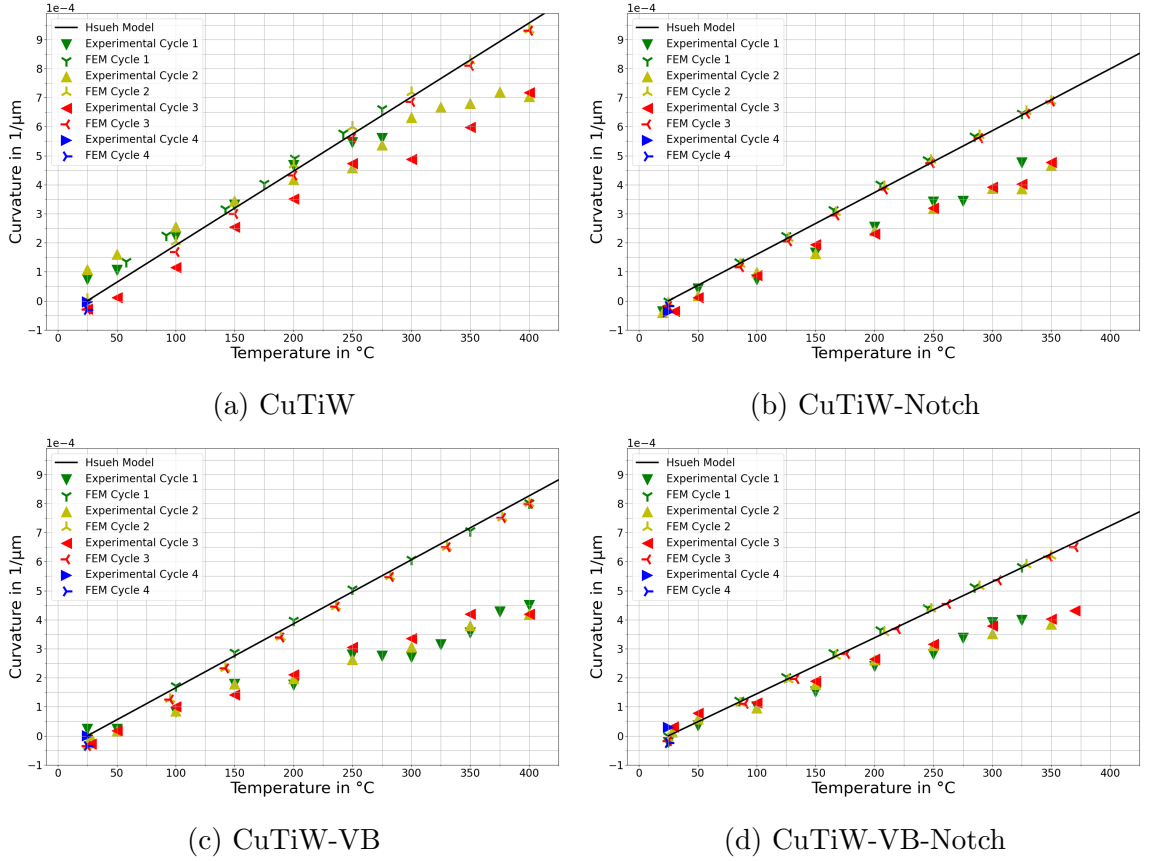 1e−4
9
8
7
6
5
4
3
2
1
0
−1
Curvature in 1/μm
Hsueh Model
Experimental Cycle 1
FEM Cycle 1
Experimental Cycle 2
FEM Cycle 2
Experimental Cycle 3
FEM Cycle 3
Experimental Cycle 4
FEM Cycle 4
0 50 100 150 200 250 300 350 400
Temperature in °C
(a) CuTiW
1e−4
9
8
7
6
5
4
3
2
1
0
−1
Curvature in 1/μm
Hsueh Model
Experimental Cycle 1
FEM Cycle 1
Experimental Cycle 2
FEM Cycle 2
Experimental Cycle 3
FEM Cycle 3
Experimental Cycle 4
FEM Cycle 4
0 50 100 150 200 250 300 350 400
Temperature in °C
(b) CuTiW-Notch
1e−4
9
8
7
6
5
4
3
2
1
0
−1
Curvature in 1/μm
Hsueh Model
Experimental Cycle 1
FEM Cycle 1
Experimental Cycle 2
FEM Cycle 2
Experimental Cycle 3
FEM Cycle 3
Experimental Cycle 4
FEM Cycle 4
0 50 100 150 200 250 300 350 400
Temperature in °C
(c) CuTiW-VB
1e−4
9
8
7
6
5
4
3
2
1
0
−1
Curvature in 1/μm
Hsueh Model
Experimental Cycle 1
FEM Cycle 1
Experimental Cycle 2
FEM Cycle 2
Experimental Cycle 3
FEM Cycle 3
Experimental Cycle 4
FEM Cycle 4
0 50 100 150 200 250 300 350 400
Temperature in °C
(d) CuTiW-VB-Notch